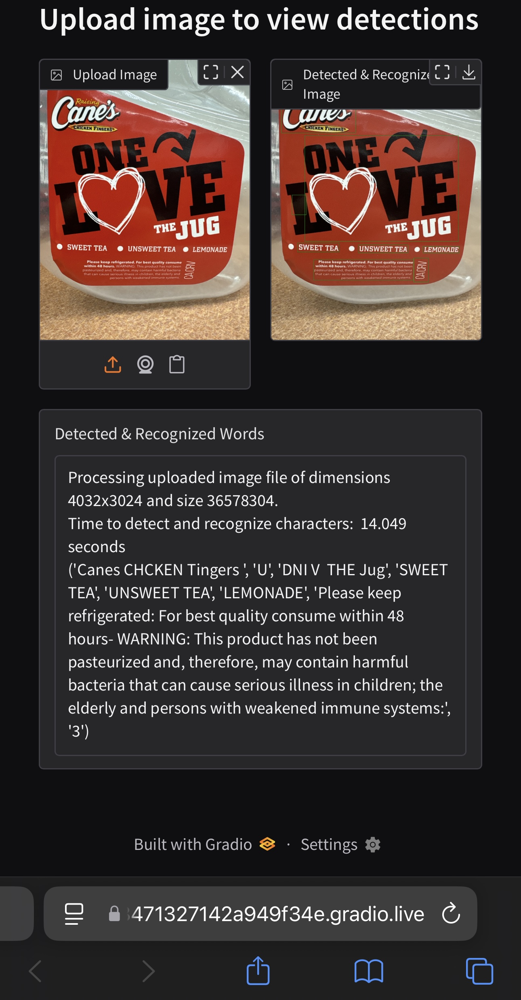 Upload image to view detections
Upload Image
Detected & Recognize
Image
Raising
Cane's
CHICKEN FINGERS
ONE
LVE™
THE JUG
SWEET TEA UNSWEET TEA LEMONADE
Please keep refrigerated. For best quality consume
within 48 hours. WARNING: This product has not been
pasteurized and, therefore, may contain harmful bacteria
that can cause serious illness in children, the elderly and
persons with weakened immune systems.
CA CRV
Cane's
CHICKEN FINGERS
ONE
LVE™
THE JUG
SWEET TEA UNSWEET TEA LEMONADE
Please keep refrigerated. For best quality consume
within 48 hours. WARNING: This product has not been
pasteurized and, therefore, may contain harmful bacteria
that can cause serious illness in children, the elderly and
persons with weakened immune systems.
CA CRV
Detected & Recognized Words
Processing uploaded image file of dimensions
4032x3024 and size 36578304.
Time to detect and recognize characters:  14.049
seconds
('Canes CHCKEN Tingers ', 'U', 'DNI V  THE Jug', 'SWEET
TEA', 'UNSWEET TEA', 'LEMONADE', 'Please keep
refrigerated: For best quality consume within 48
hours- WARNING: This product has not been
pasteurized and, therefore, may contain harmful
bacteria that can cause serious illness in children; the
elderly and persons with weakened immune systems:',
'3')
Built with Gradio · Settings
471327142a949f34e.gradio.live